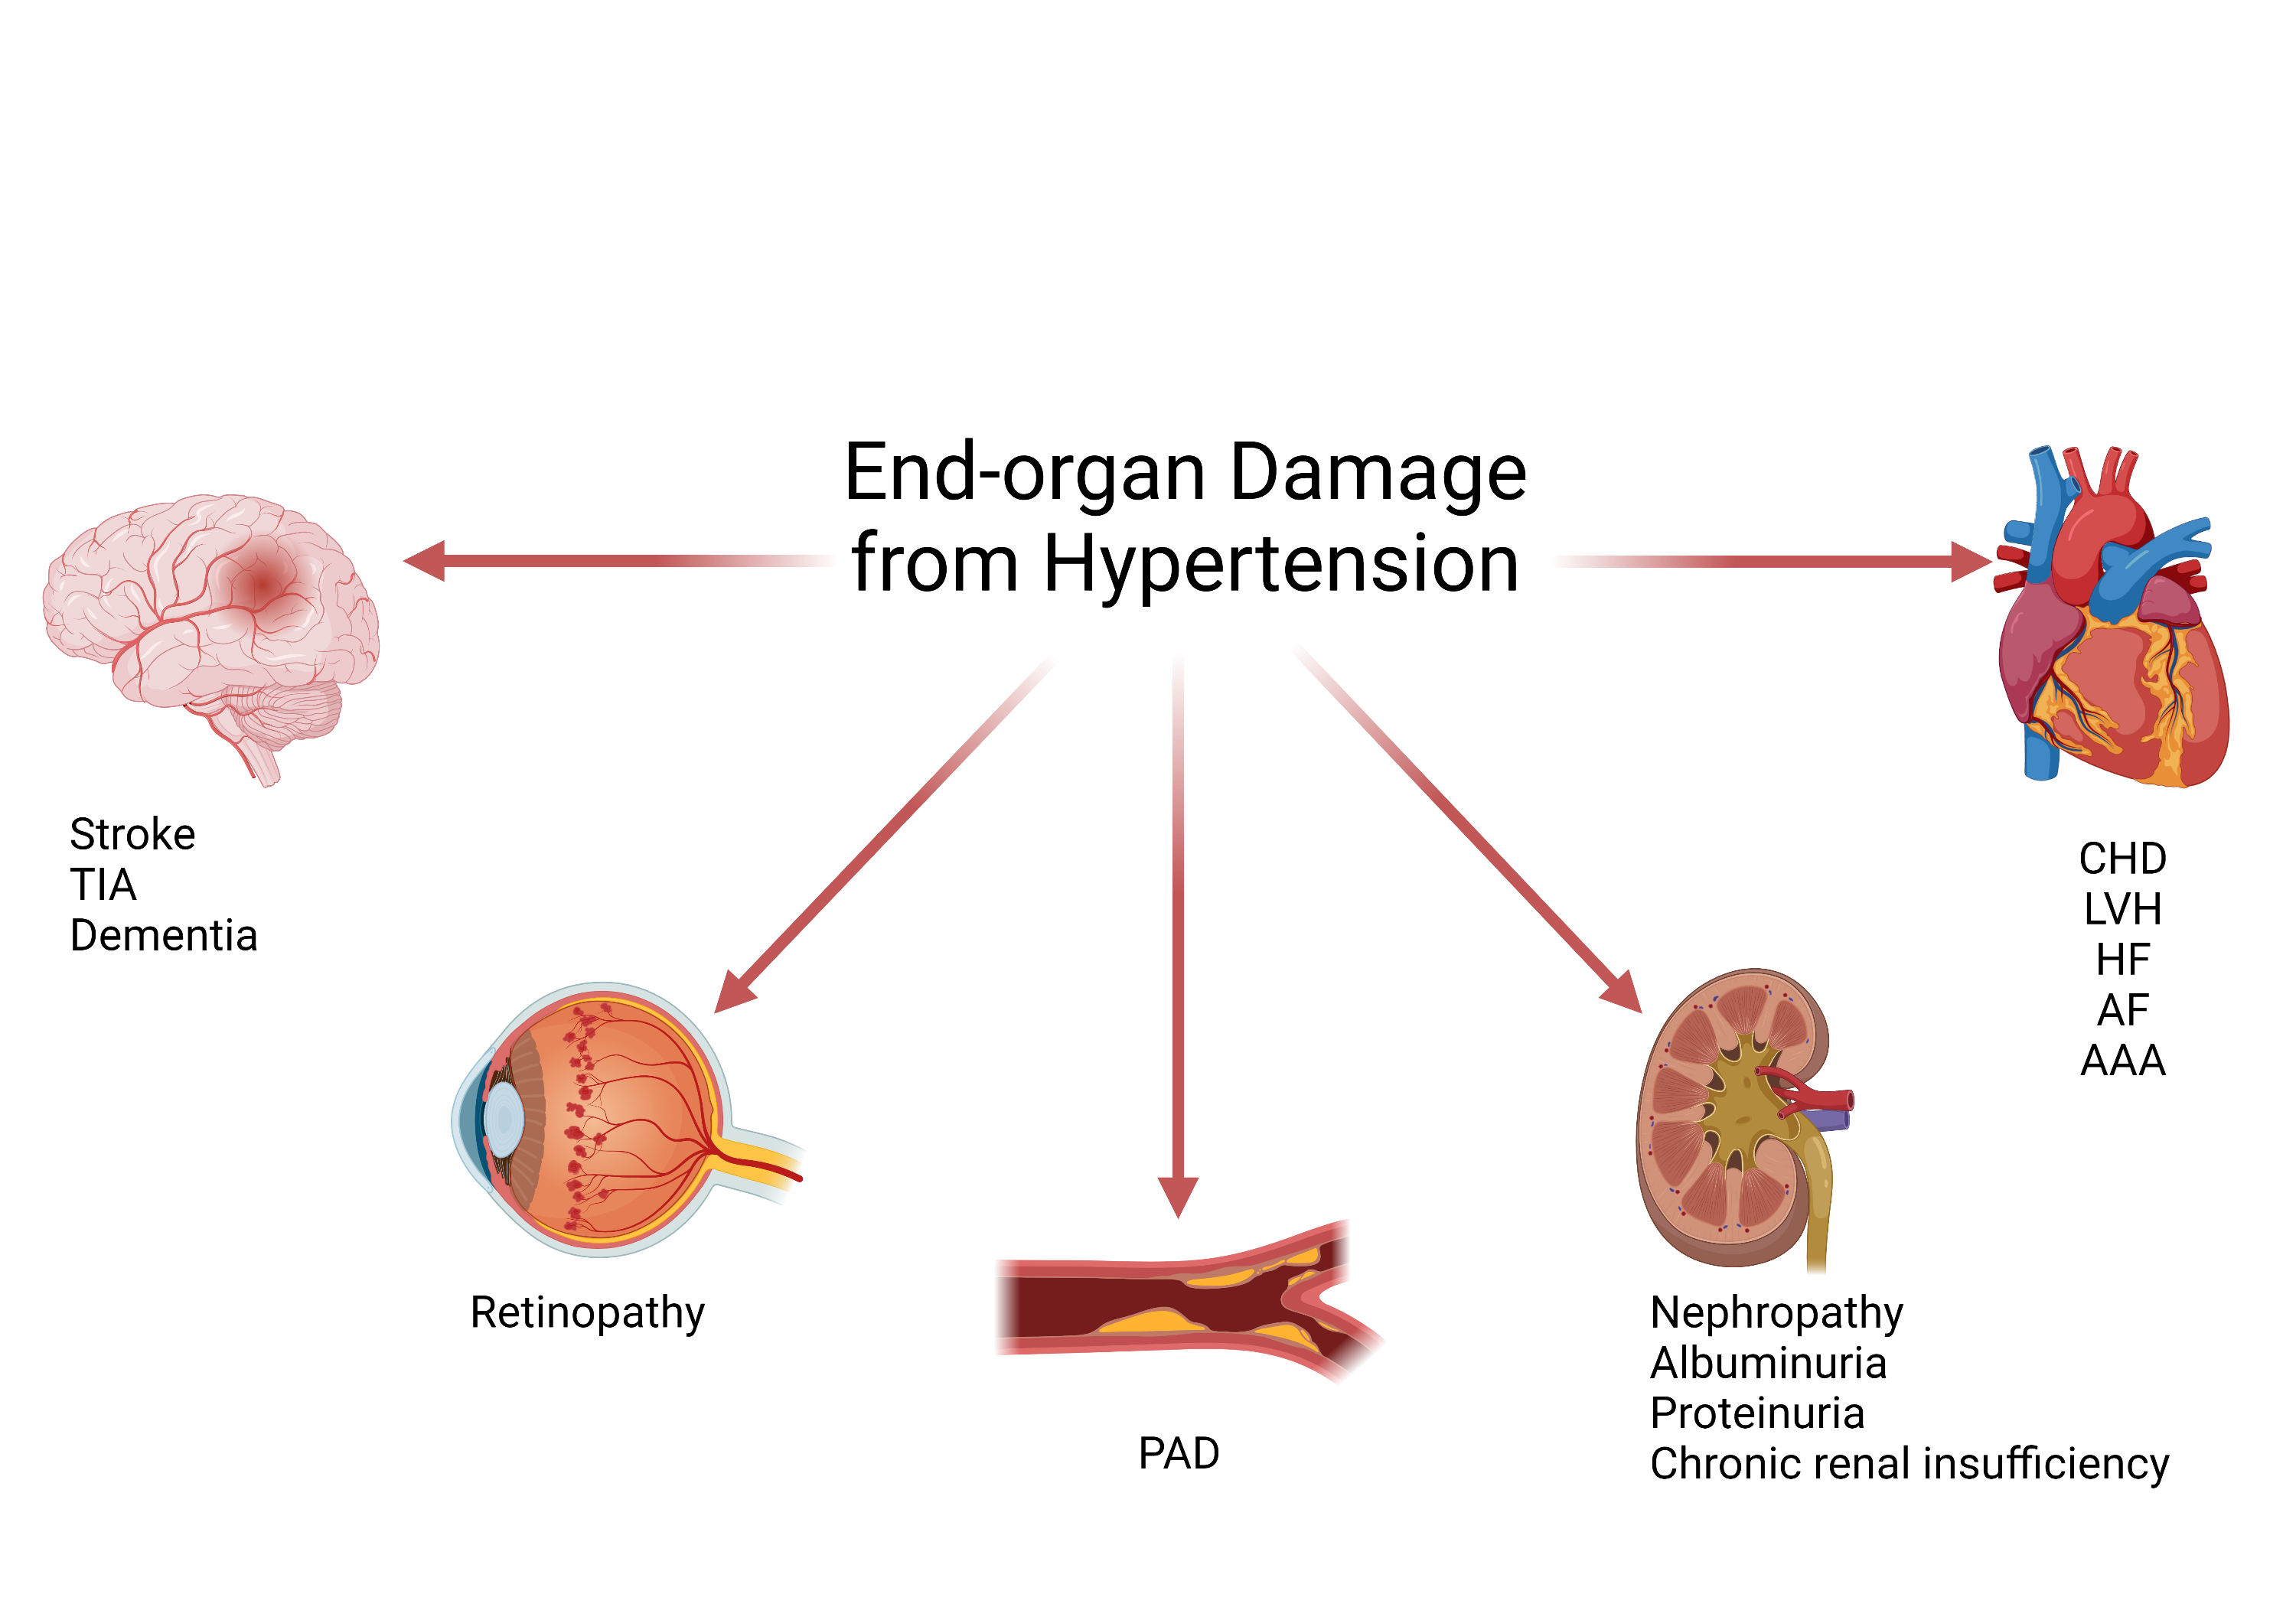 End-organ Damage
from Hypertension
Stroke
TIA
Dementia
CHD
LVH
HF
AF
AAA
Retinopathy
PAD
Nephropathy
Albuminuria
Proteinuria
Chronic renal insufficiency